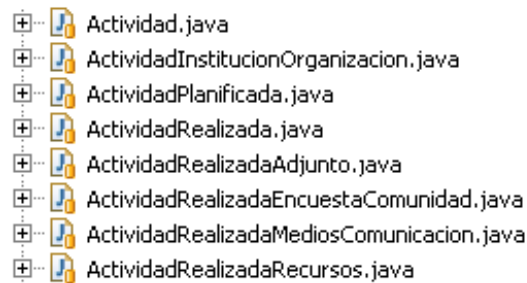 Actividad.java
ActividadInstitucionOrganizacion.java
ActividadPlanificada.java
ActividadRealizada.java
ActividadRealizadaAdjunto.java
ActividadRealizadaEncuestaComunidad.java
ActividadRealizadaMediosComunicacion.java
ActividadRealizadaRecursos.java